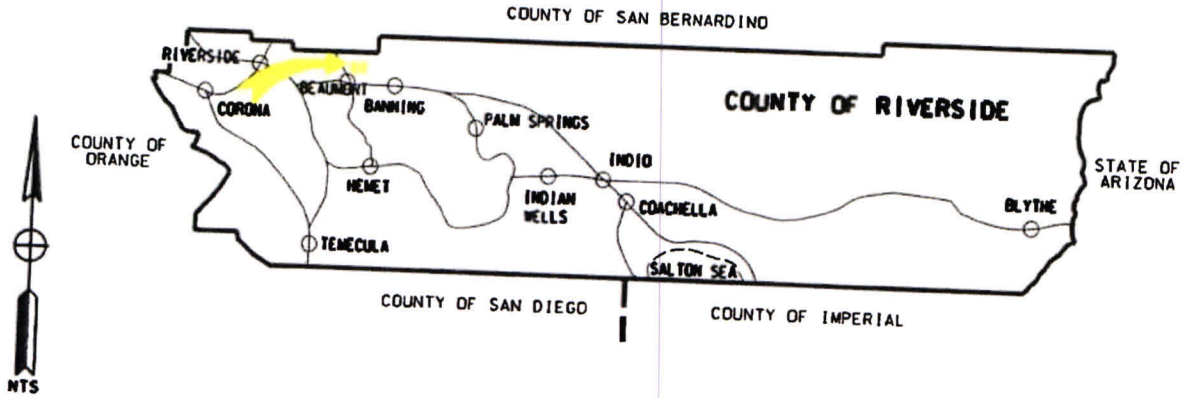 COUNTY OF SAN BERNARDINO
RIVERSIDE
CORONA
BEAUMONT
BANNING
PALM SPRINGS
COUNTY OF RIVERSIDE
COUNTY OF
ORANGE
HEMET
INDIAN
WELLS
INDIO
COACHELLA
STATE OF
ARIZONA
BLYTHE
TEMECULA
SALTON SEA
COUNTY OF SAN DIEGO
COUNTY OF IMPERIAL
NTS